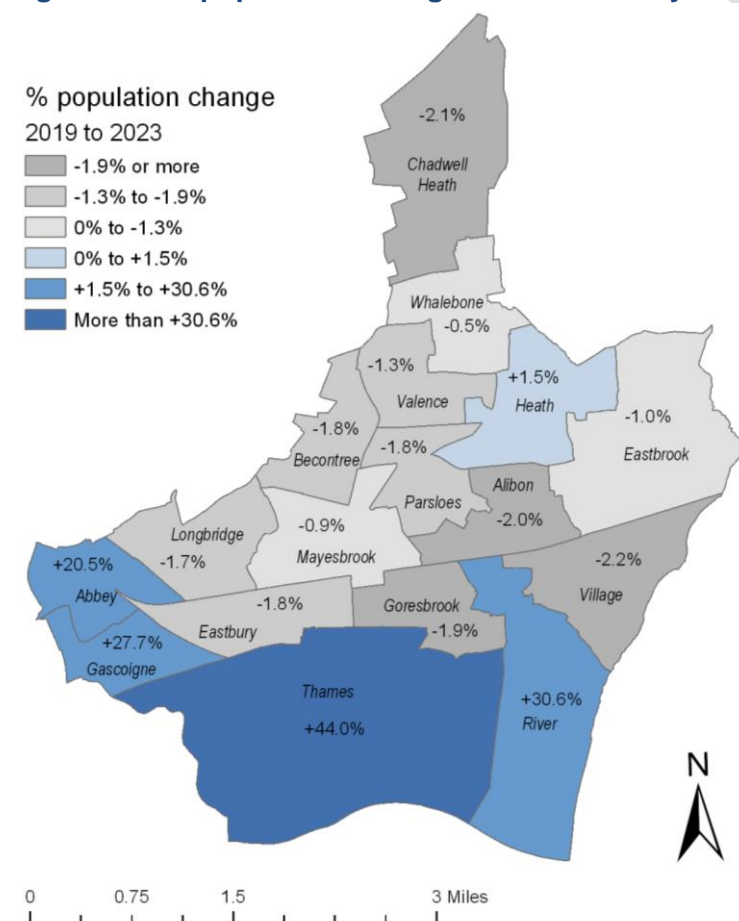 % population change
2019 to 2023
-1.9% or more
-1.3% to -1.9%
0% to -1.3%
0% to +1.5%
+1.5% to +30.6%
More than +30.6%
-2.1%
Chadwell
Heath
Whalebone
-0.5%
-1.3%
Valence
+1.5%
Heath
-1.0%
Eastbrook
-1.8%
Becontree
-1.8%
Parsloes
Alibon
-2.0%
Longbridge
-1.7%
-0.9%
Mayesbrook
+20.5%
Abbey
-1.8%
Eastbury
Goresbrook
-1.9%
-2.2%
Village
+27.7%
Gascoigne
Thames
+44.0%
+30.6%
River
N
0 0.75 1.5 3 Miles